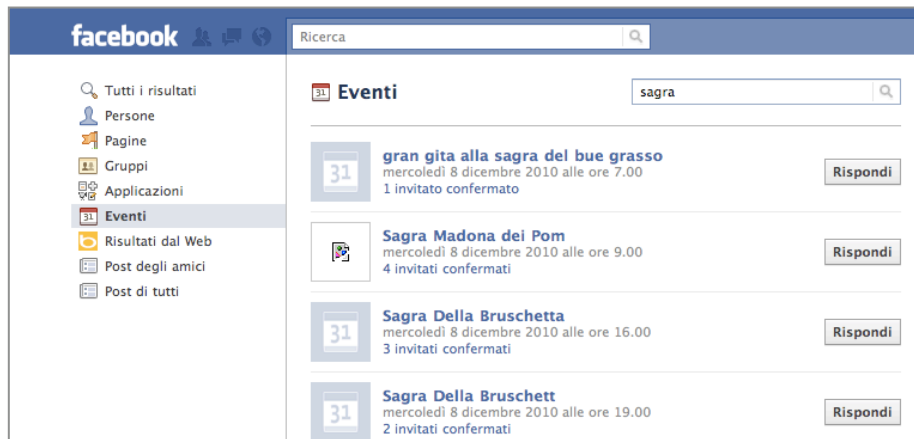 facebook
Ricerca
Tutti i risultati
Persone
Pagine
Gruppi
Applicazioni
Eventi
Risultati dal Web
Post degli amici
Post di tutti
31 Eventi
sagra
31
gran gita alla sagra del bue grasso
mercoledì 8 dicembre 2010 alle ore 7.00
1 invitato confermato
Rispondi
Sagra Madona dei Pom
mercoledì 8 dicembre 2010 alle ore 9.00
4 invitati confermati
Rispondi
31
Sagra Della Bruschetta
mercoledì 8 dicembre 2010 alle ore 16.00
3 invitati confermati
Rispondi
31
Sagra Della Bruschett
mercoledì 8 dicembre 2010 alle ore 19.00
2 invitati confermati
Rispondi